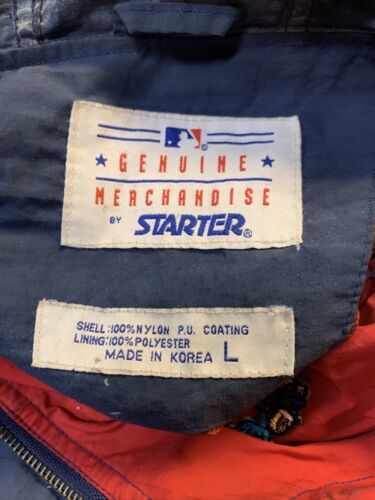 GENUINE
MERCHANDISE
BY STARTER®
SHELL:100%NYLON P.U. COATING
LINING:100%POLYESTER
MADE IN KOREA L